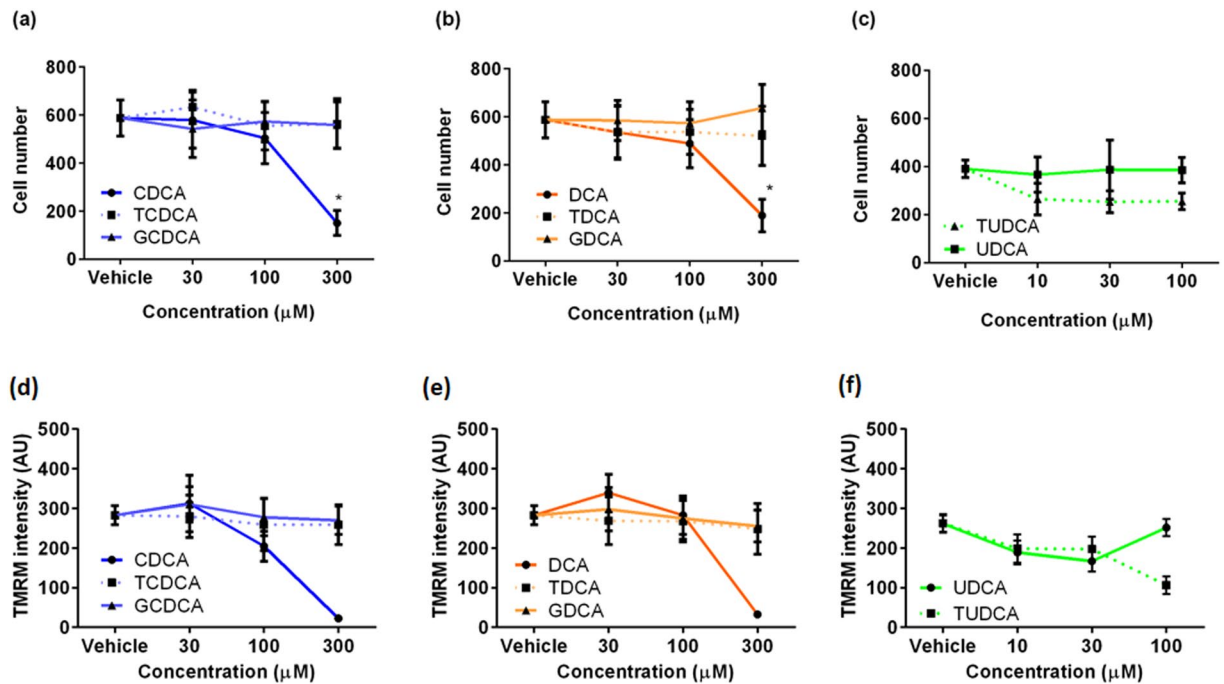 (a)
800
600
400
200
0
Cell number
*
CDCA
TCDCA
GCDCA
Vehicle 30 100 300
Concentration (μM)
(b)
800
600
400
200
0
Cell number
*
DCA
TDCA
GDCA
Vehicle 30 100 300
Concentration (μM)
(c)
800
600
400
200
0
Cell number
TUDCA
UDCA
Vehicle 10 30 100
Concentration (μM)
(d)
500
400
300
200
100
0
TMRM intensity (AU)
CDCA
TCDCA
GCDCA
Vehicle 30 100 300
Concentration (μM)
(e)
500
400
300
200
100
0
TMRM intensity (AU)
DCA
TDCA
GDCA
Vehicle 30 100 300
Concentration (μM)
(f)
500
400
300
200
100
0
TMRM intensity (AU)
UDCA
TUDCA
Vehicle 10 30 100
Concentration (μM)